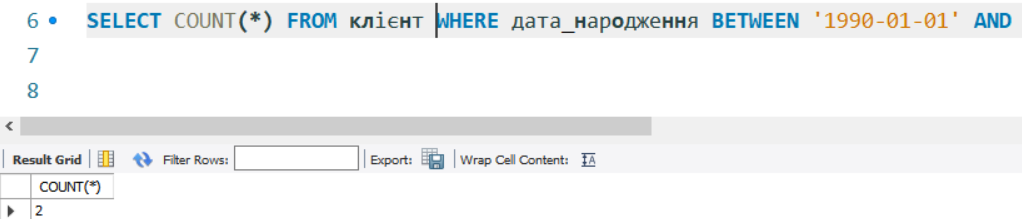 6 SELECT COUNT(*) FROM клієнт WHERE дата_народження BETWEEN '1990-01-01' AND
7
8
Result Grid Filter Rows: Export: Wrap Cell Content:
COUNT(*)
2